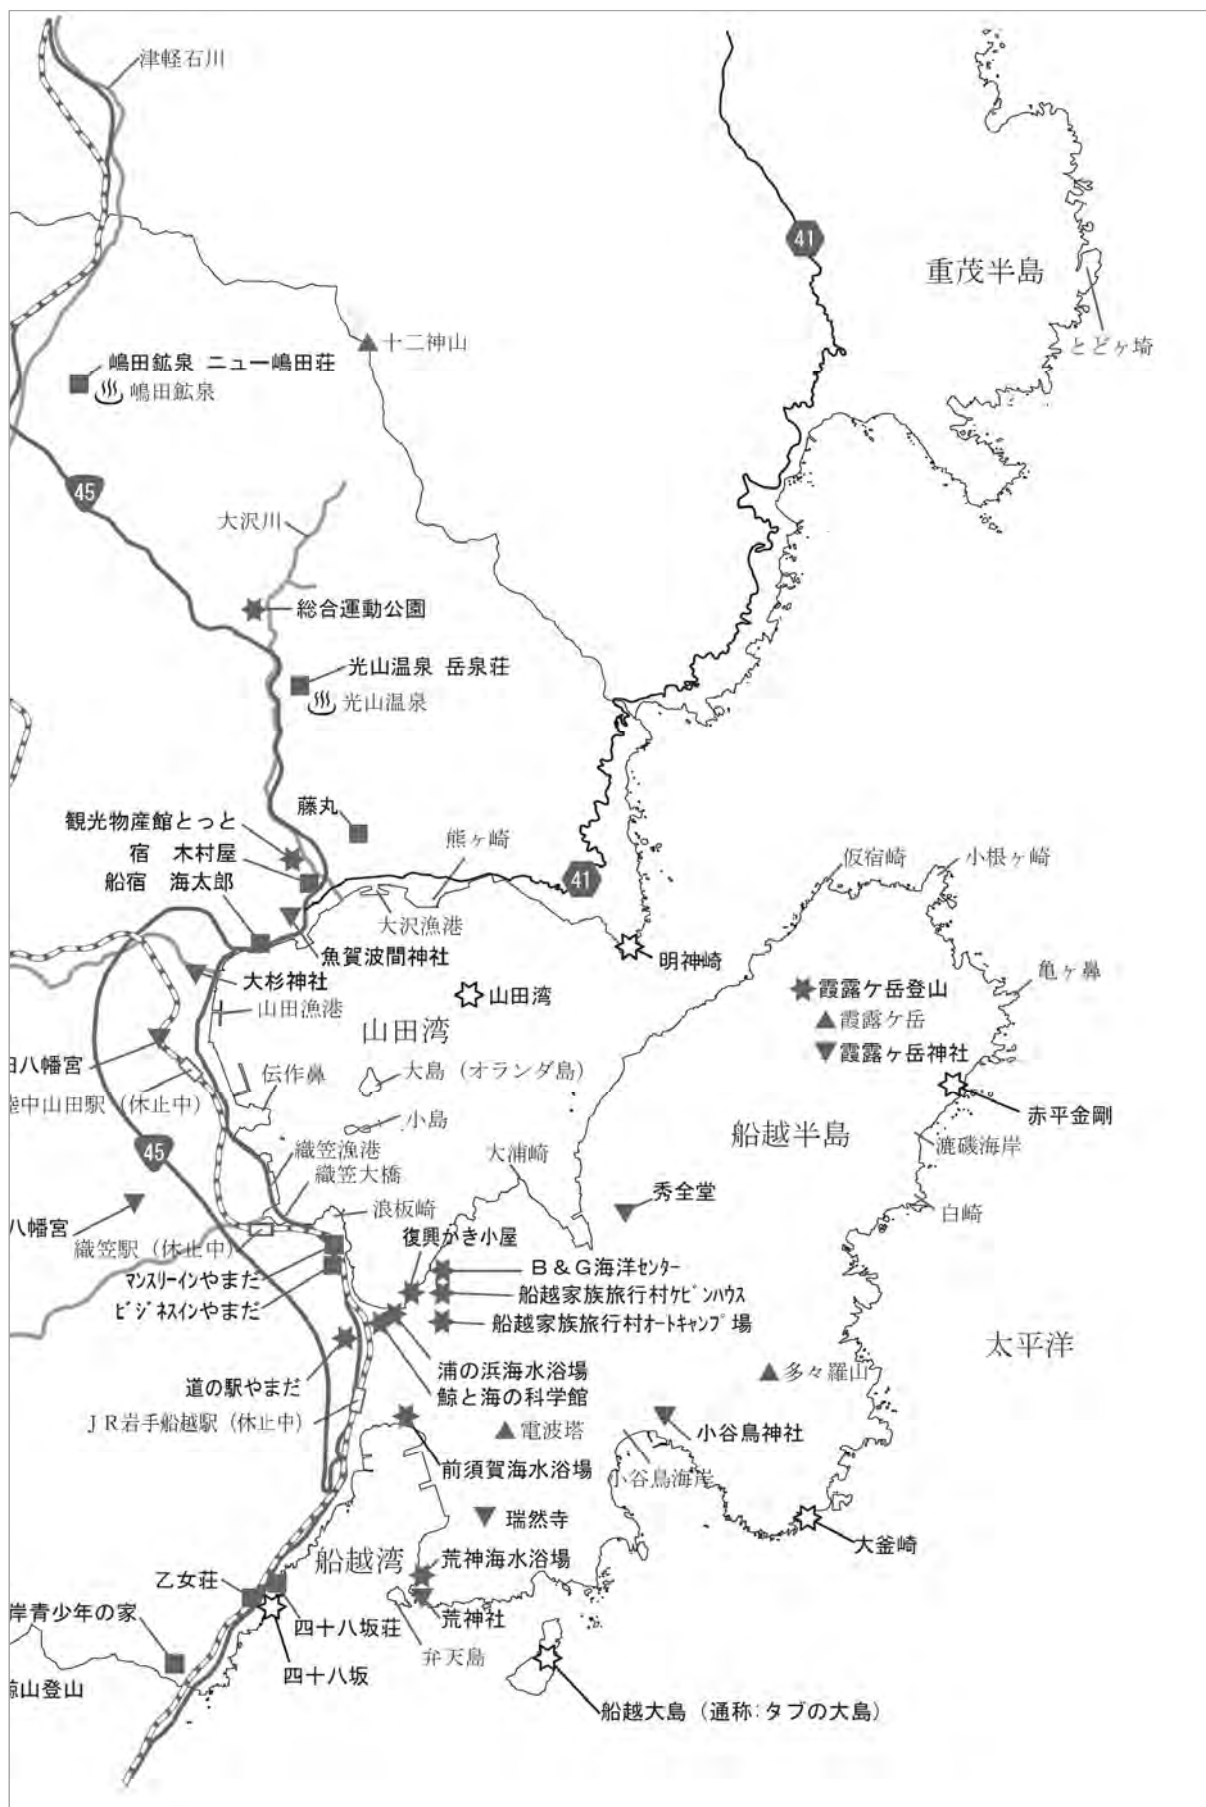 津軽石川
41
重茂半島
とどヶ埼
十二神山
嶋田鉱泉 ニュー嶋田荘
嶋田鉱泉
45
大沢川
総合運動公園
光山温泉 岳泉荘
光山温泉
藤丸
観光物産館とっと
宿 木村屋
船宿 海太郎
熊ヶ崎
41
仮宿崎
小根ヶ崎
大沢漁港
魚賀波間神社
明神崎
大杉神社
山田漁港
山田湾
山田湾
霞露ケ岳登山
霞露ケ岳
霞露ヶ岳神社
亀ヶ鼻
田八幡宮
陸中山田駅（休止中）
伝作鼻
大島（オランダ島）
小島
赤平金剛
船越半島
漉磯海岸
45
織笠漁港
織笠大橋
大浦崎
秀全堂
白崎
八幡宮
織笠駅（休止中）
浪板崎
復興かき小屋
マンスリーインやまだ
ビジネスインやまだ
B＆G海洋センター
船越家族旅行村ケビンハウス
船越家族旅行村オートキャンプ場
太平洋
道の駅やまだ
浦の浜海水浴場
鯨と海の科学館
JR岩手船越駅（休止中）
多々羅山
電波塔
小谷鳥神社
前須賀海水浴場
小谷鳥海岸
瑞然寺
大釜崎
船越湾
荒神海水浴場
乙女荘
荒神社
岸青少年の家
四十八坂荘
弁天島
四十八坂
鯨山登山
船越大島（通称:タブの大島）